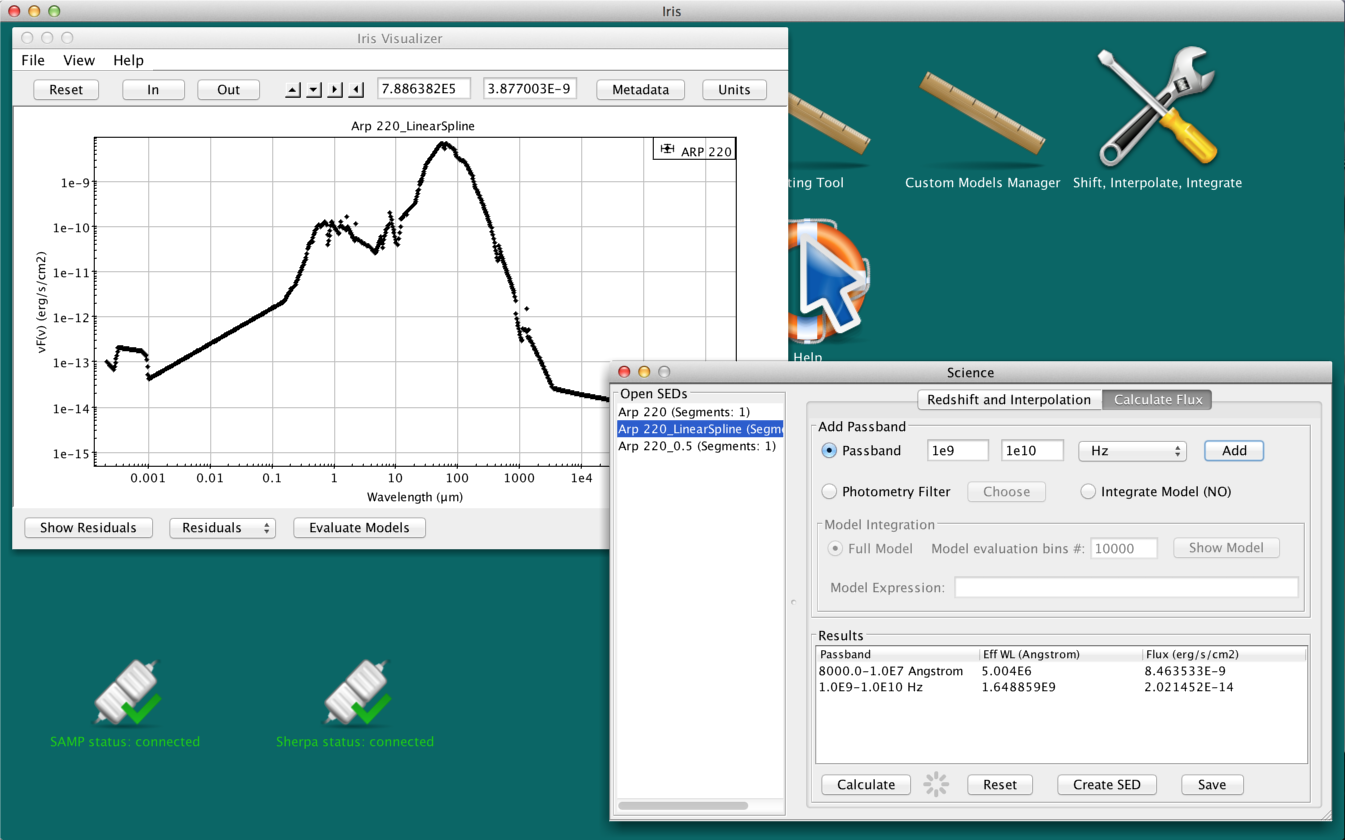 Iris
Iris Visualizer
File View Help
Reset In Out 7.886382E5 3.877003E-9 Metadata Units
Arp 220_LinearSpline
ARP 220
1e-9
1e-10
1e-11
1e-12
1e-13
1e-14
1e-15
νF(ν) (erg/s/cm2)
0.001 0.01 0.1 1 10 100 1000 1e4
Wavelength (μm)
Show Residuals Residuals Evaluate Models
ting Tool
Custom Models Manager
Shift, Interpolate, Integrate
Help
SAMP status: connected
Sherpa status: connected
Science
Open SEDs
Arp 220 (Segments: 1)
Arp 220_LinearSpline (Segme
Arp 220_0.5 (Segments: 1)
Redshift and Interpolation Calculate Flux
Add Passband
Passband 1e9 1e10 Hz Add
Photometry Filter Choose Integrate Model (NO)
Model Integration
Full Model Model evaluation bins #: 10000 Show Model
Model Expression:
Results
Passband Eff WL (Angstrom) Flux (erg/s/cm2)
8000.0-1.0E7 Angstrom 5.004E6 8.463533E-9
1.0E9-1.0E10 Hz 1.648859E9 2.021452E-14
Calculate Reset Create SED Save